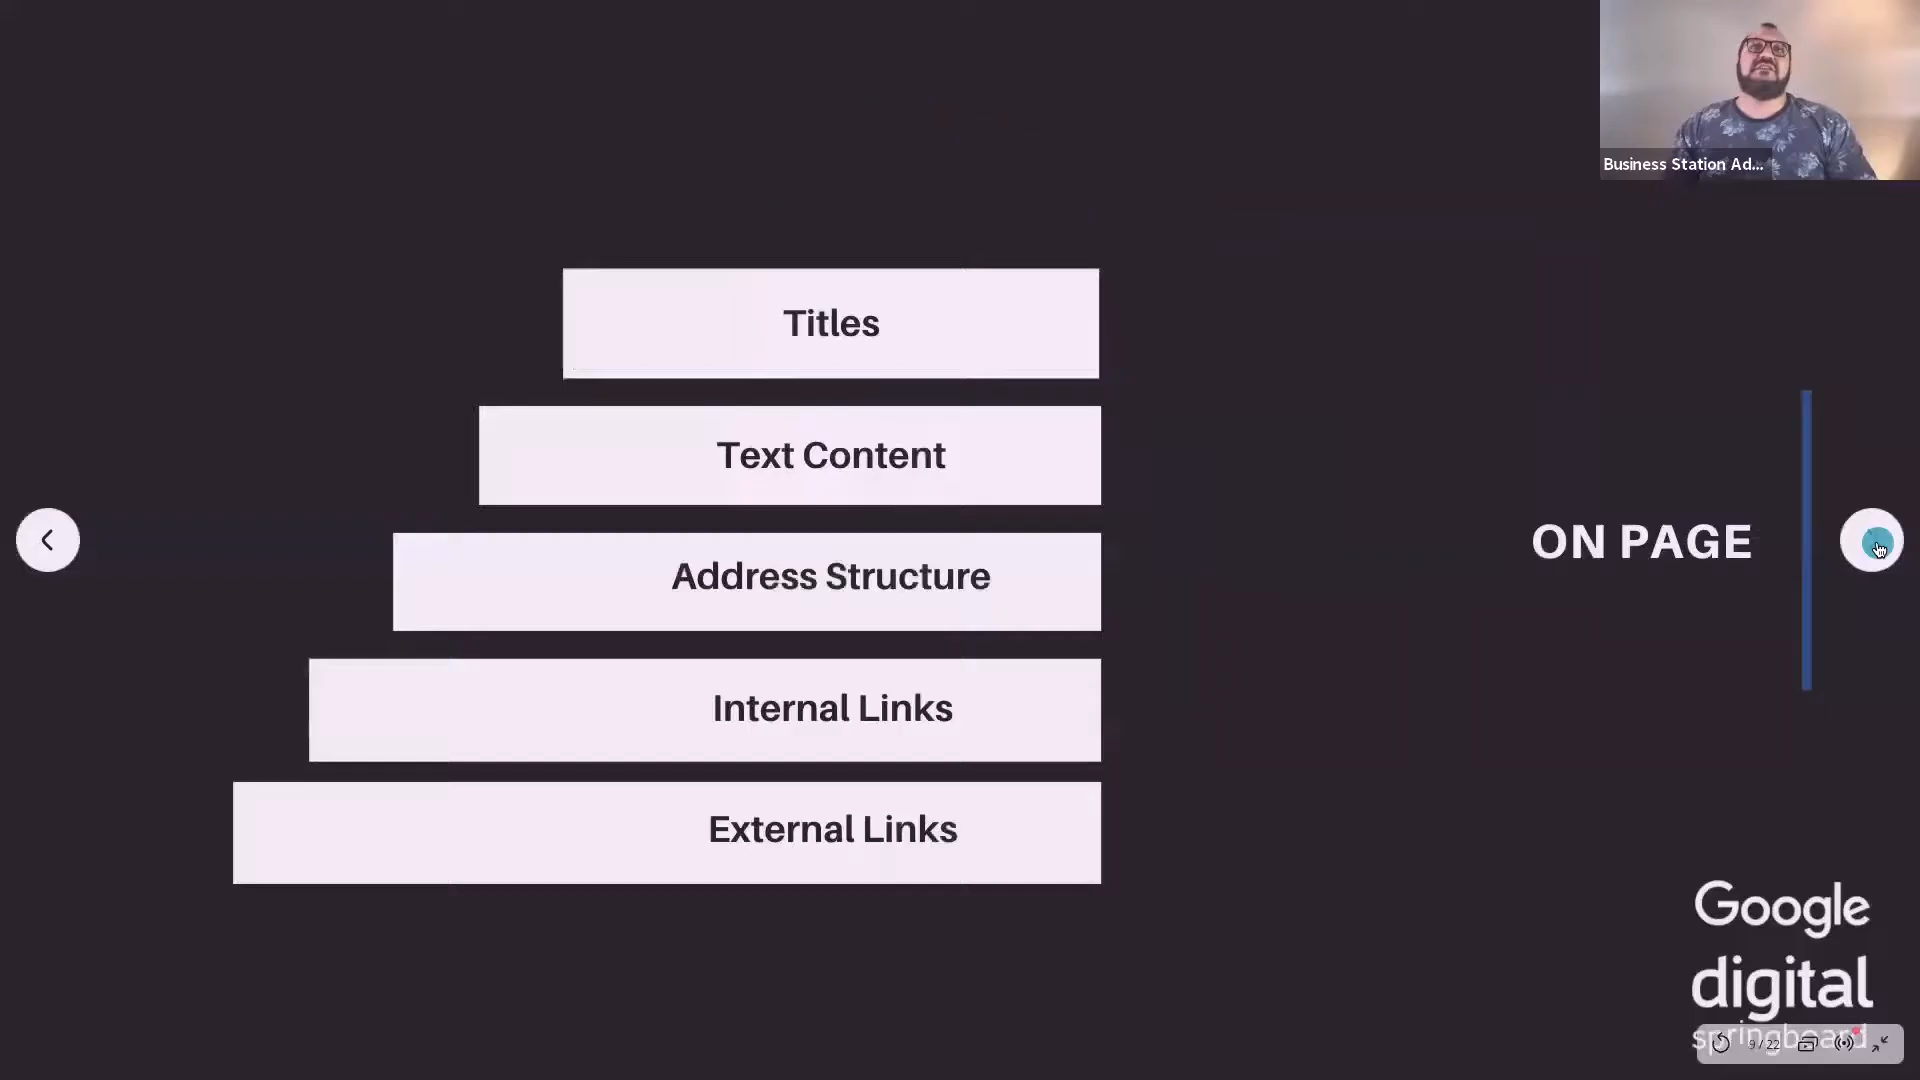 Business Station Ad...
Titles
Text Content
Address Structure
Internal Links
External Links
ON PAGE
Google
digital
springboard
9 / 22